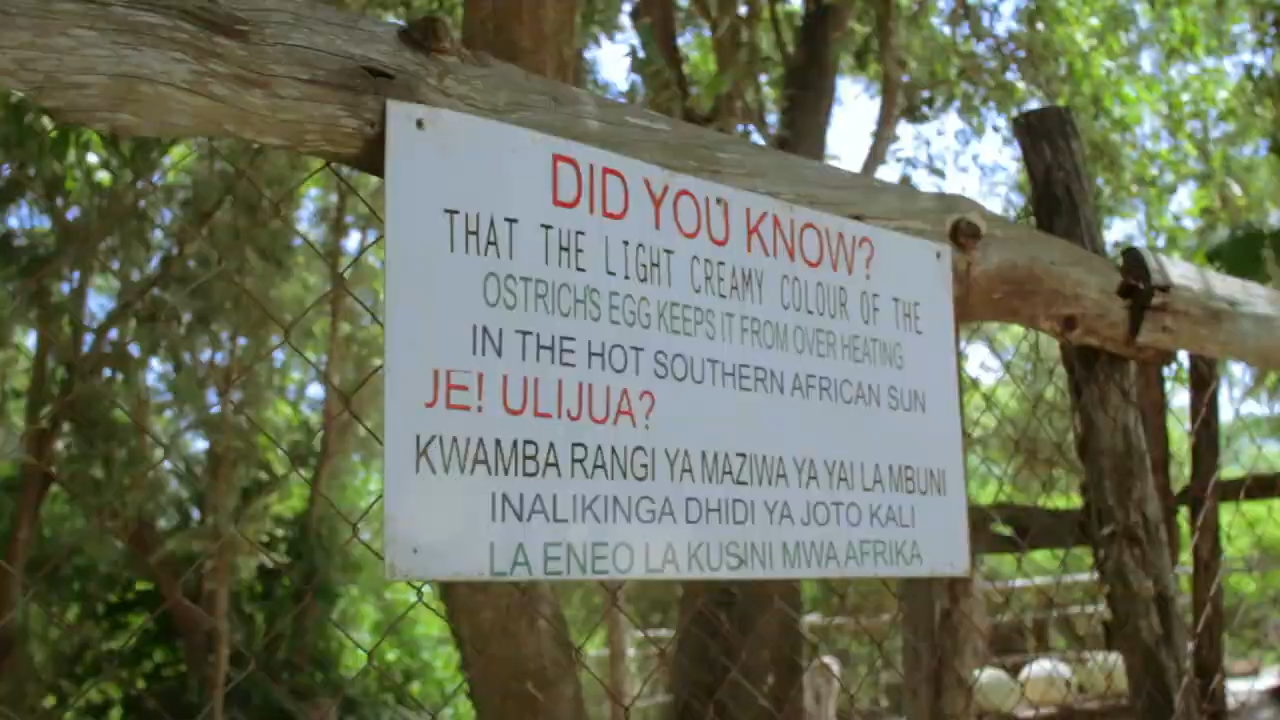 DID YOU KNOW?
THAT THE LIGHT CREAMY COLOUR OF THE
OSTRICH'S EGG KEEPS IT FROM OVER HEATING
IN THE HOT SOUTHERN AFRICAN SUN
JE! ULIJUA?
KWAMBA RANGI YA MAZIWA YA YAI LA MBUNI
INALIKINGA DHIDI YA JOTO KALI
LA ENEO LA KUSINI MWA AFRIKA